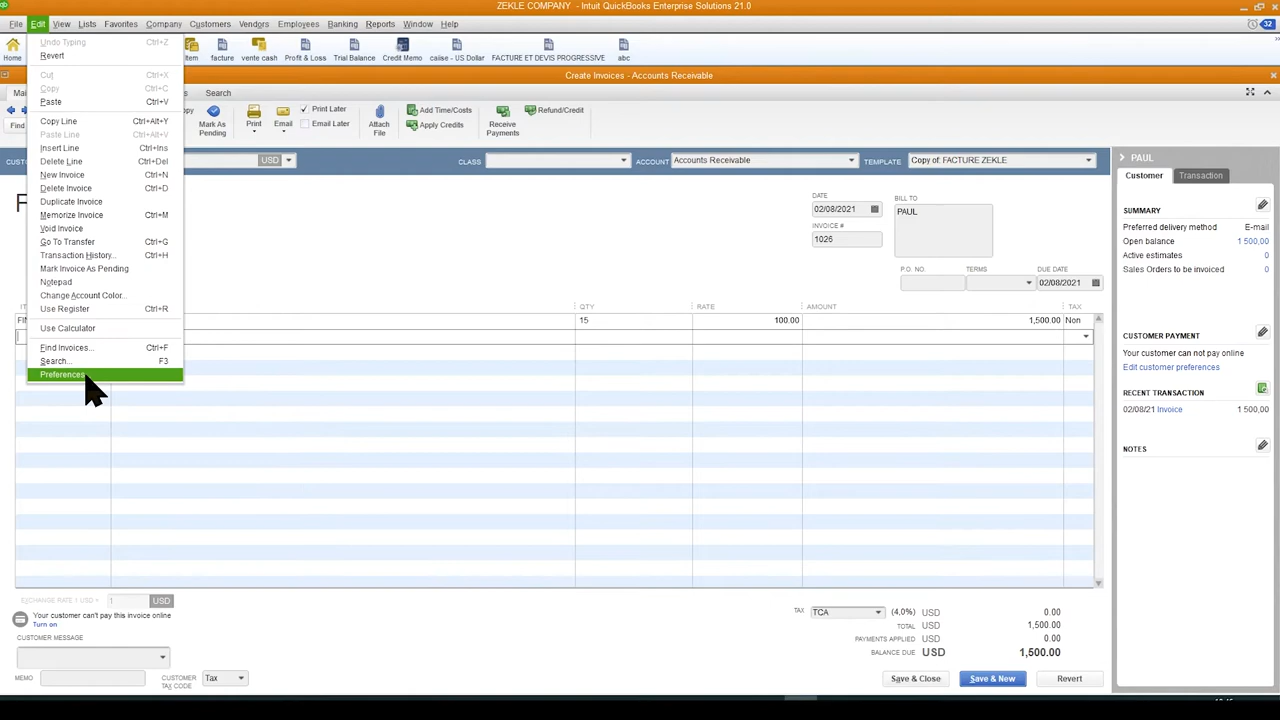 ZEKLE COMPANY - Intuit QuickBooks Enterprise Solutions 21.0
File Edit View Lists Favorites Company Customers Vendors Employees Banking Reports Window Help
32
Home
Item
facture
vente cash
Profit & Loss
Trial Balance
Credit Memo
caiise - US Dollar
FACTURE ET DEVIS PROGRESSIVE
abc
Create Invoices - Accounts Receivable
Search
Find
Mark As
Pending
Print
Email
Print Later
Email Later
Attach
File
Add Time/Costs
Apply Credits
Receive
Payments
Refund/Credit
Undo Typing Ctrl+Z
Revert
Cut Ctrl+X
Copy Ctrl+C
Paste Ctrl+V
Copy Line Ctrl+Alt+Y
Paste Line Ctrl+Alt+V
Insert Line Ctrl+Ins
Delete Line Ctrl+Del
New Invoice Ctrl+N
Delete Invoice Ctrl+D
Duplicate Invoice
Memorize Invoice Ctrl+M
Void Invoice
Go To Transfer Ctrl+G
Transaction History... Ctrl+H
Mark Invoice As Pending
Notepad
Change Account Color...
Use Register Ctrl+R
Use Calculator
Find Invoices... Ctrl+F
Search... F3
Preferences
USD CLASS ACCOUNT Accounts Receivable TEMPLATE Copy of: FACTURE ZEKLE
DATE
02/08/2021
INVOICE #
1026
BILL TO
PAUL
P.O. NO. TERMS DUE DATE
02/08/2021
QTY RATE AMOUNT TAX
15 100.00 1,500.00 Non
EXCHANGE RATE 1 USD = 1 USD
Your customer can't pay this invoice online
Turn on
CUSTOMER MESSAGE
MEMO
CUSTOMER
TAX CODE
Tax
TAX TCA (4,0%) USD 0.00
TOTAL USD 1,500.00
PAYMENTS APPLIED USD 0.00
BALANCE DUE USD 1,500.00
Save & Close Save & New Revert
PAUL
Customer Transaction
SUMMARY
Preferred delivery method E-mail
Open balance 1 500,00
Active estimates 0
Sales Orders to be invoiced 0
CUSTOMER PAYMENT
Your customer can not pay online
Edit customer preferences
RECENT TRANSACTION
02/08/21 Invoice 1 500,00
NOTES